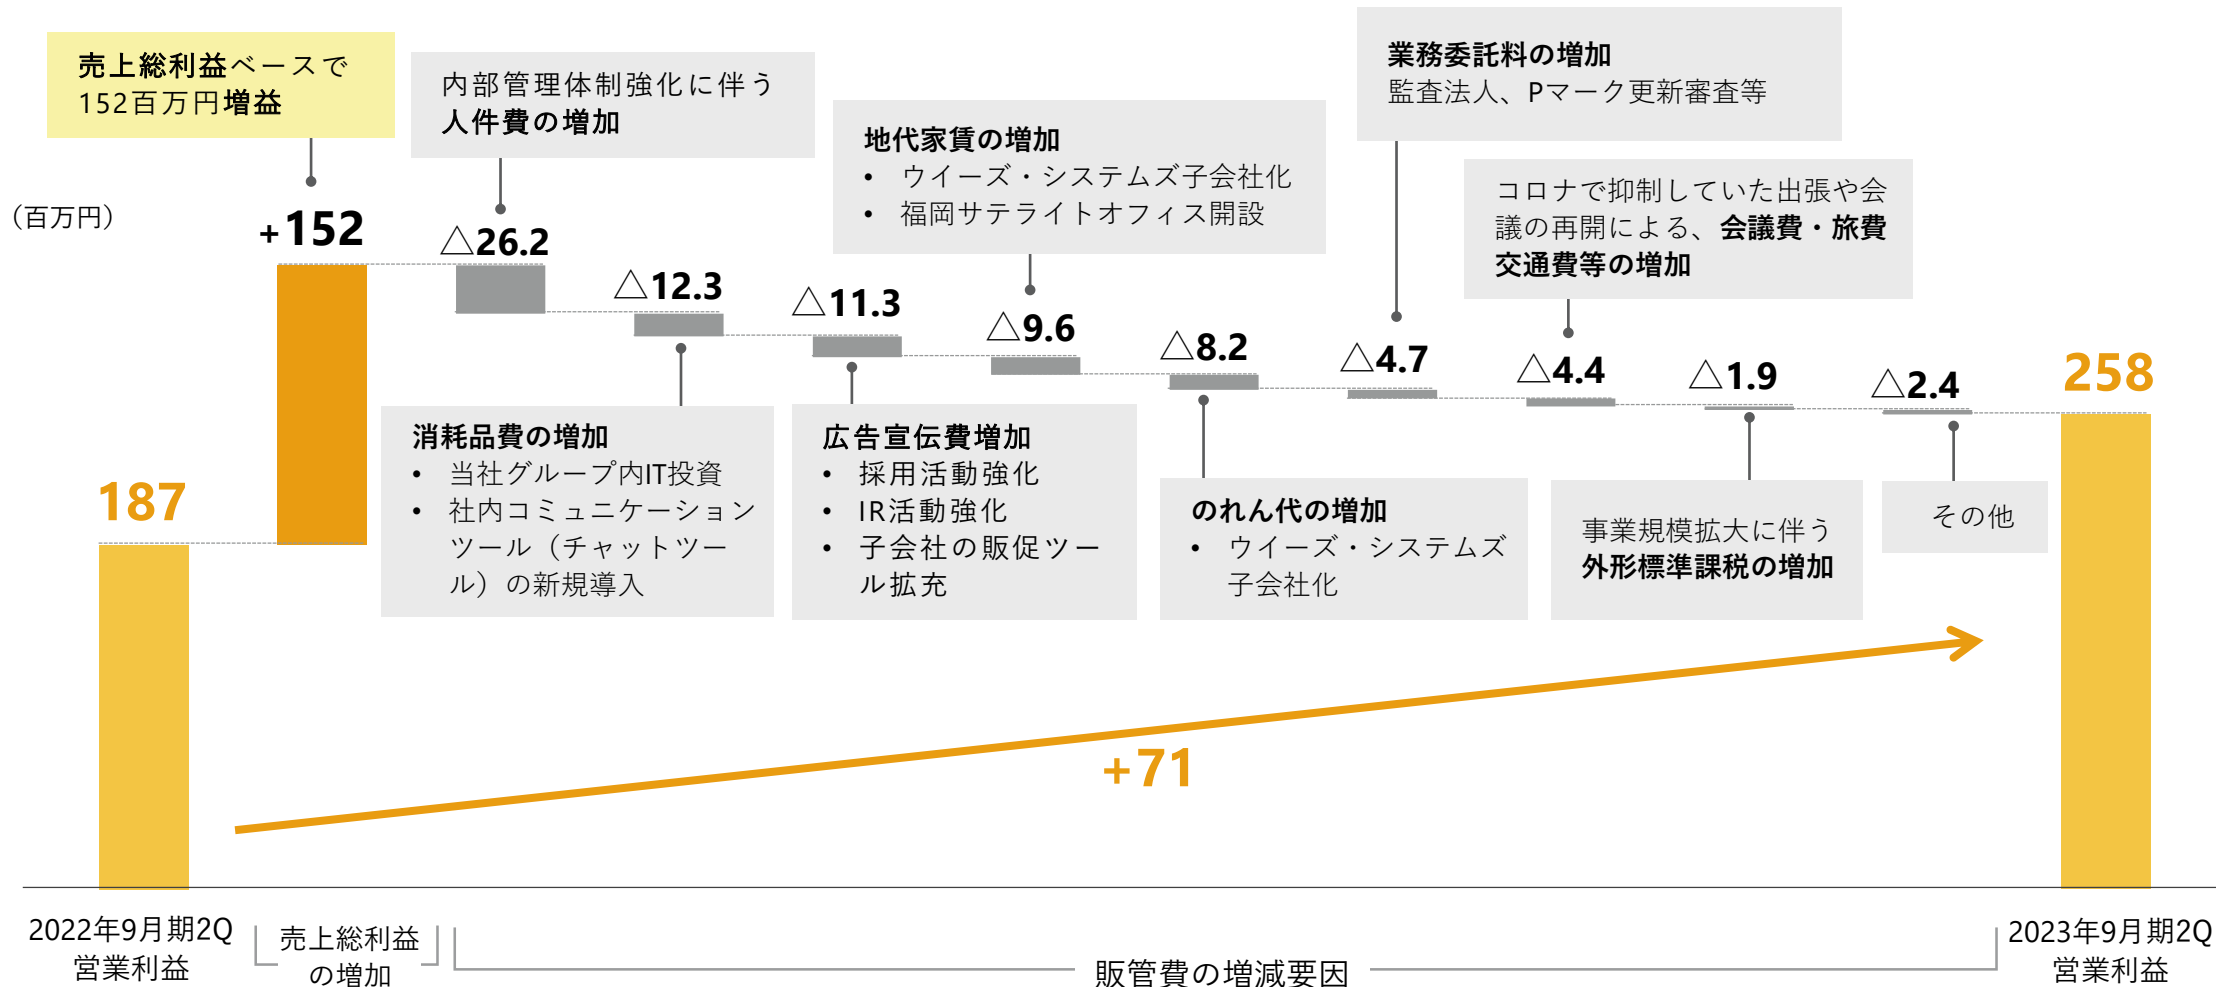 売上総利益ベースで
152百万円増益
内部管理体制強化に伴う
人件費の増加
地代家賃の増加
• ウイーズ・システムズ子会社化
• 福岡サテライトオフィス開設
業務委託料の増加
監査法人、Pマーク更新審査等
コロナで抑制していた出張や会
議の再開による、会議費・旅費
交通費等の増加
（百万円）
187
+152
△26.2
△12.3
△11.3
△9.6
△8.2
△4.7
△4.4
△1.9
△2.4
258
消耗品費の増加
• 当社グループ内IT投資
• 社内コミュニケーション
ツール（チャットツー
ル）の新規導入
広告宣伝費増加
• 採用活動強化
• IR活動強化
• 子会社の販促ツー
ル拡充
のれん代の増加
• ウイーズ・システムズ
子会社化
事業規模拡大に伴う
外形標準課税の増加
その他
+71
2022年9月期2Q
営業利益
売上総利益
の増加
販管費の増減要因
2023年9月期2Q
営業利益